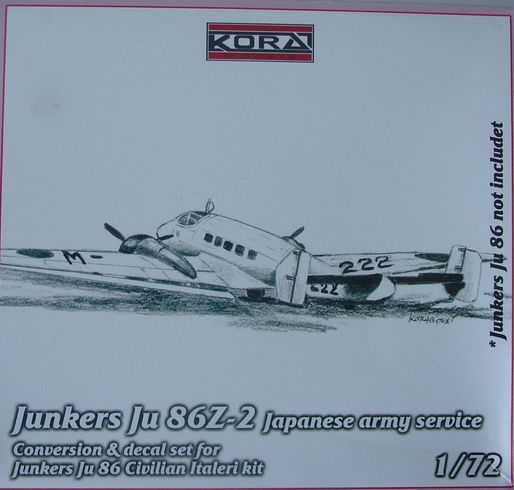 KORA
MODELS
* Junkers Ju 86 not includet
M
222
222
Junkers Ju 86Z-2 Japanese army service
Conversion & decal set for
Junkers Ju 86 Civilian Italeri kit
1/72